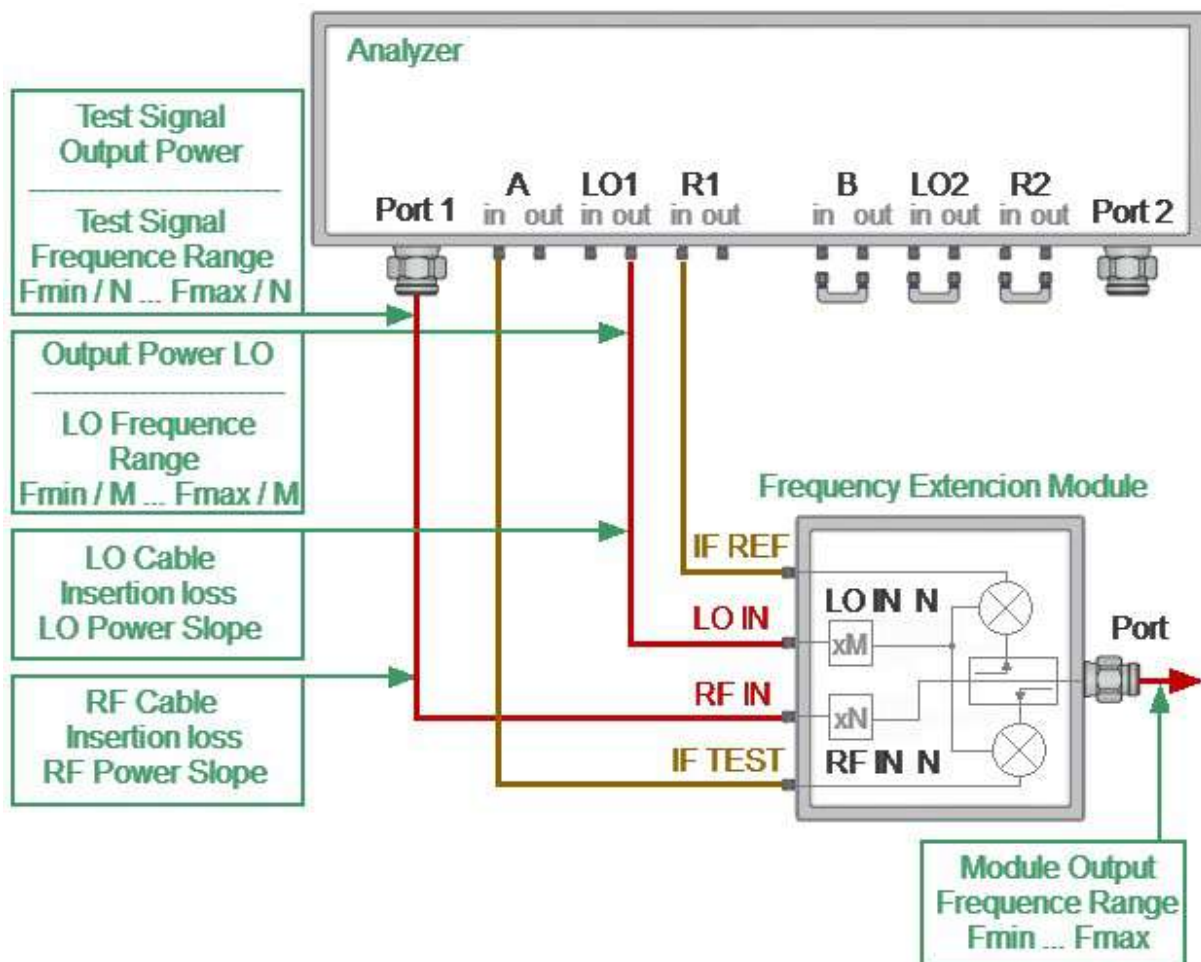 Analyzer
Test Signal
Output Power
Test Signal
Frequence Range
Fmin / N ... Fmax / N
Output Power LO
LO Frequence
Range
Fmin / M ... Fmax / M
LO Cable
Insertion loss
LO Power Slope
RF Cable
Insertion loss
RF Power Slope
Port 1
A
in out
LO1
in out
R1
in out
B
in out
LO2
in out
R2
in out
Port 2
Frequency Extencion Module
IF REF
LO IN
RF IN
IF TEST
LO IN N
xM
xN
RF IN N
Port
Module Output
Frequence Range
Fmin ... Fmax